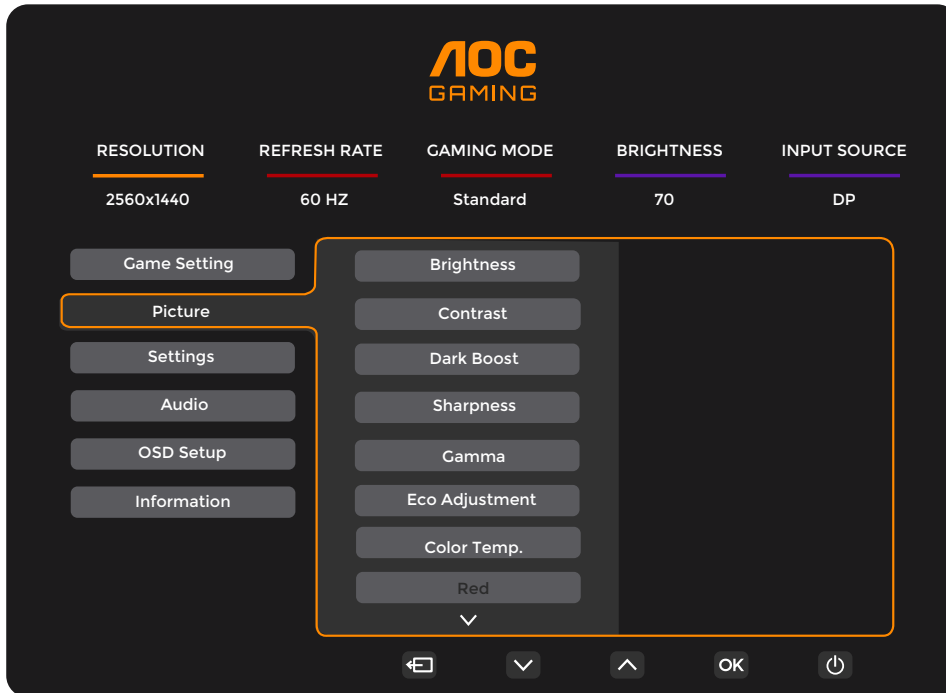 AOC
GAMING
RESOLUTION REFRESH RATE GAMING MODE BRIGHTNESS INPUT SOURCE
2560x1440 60 HZ Standard 70 DP
Game Setting
Picture
Settings
Audio
OSD Setup
Information
Brightness
Contrast
Dark Boost
Sharpness
Gamma
Eco Adjustment
Color Temp.
Red
OK